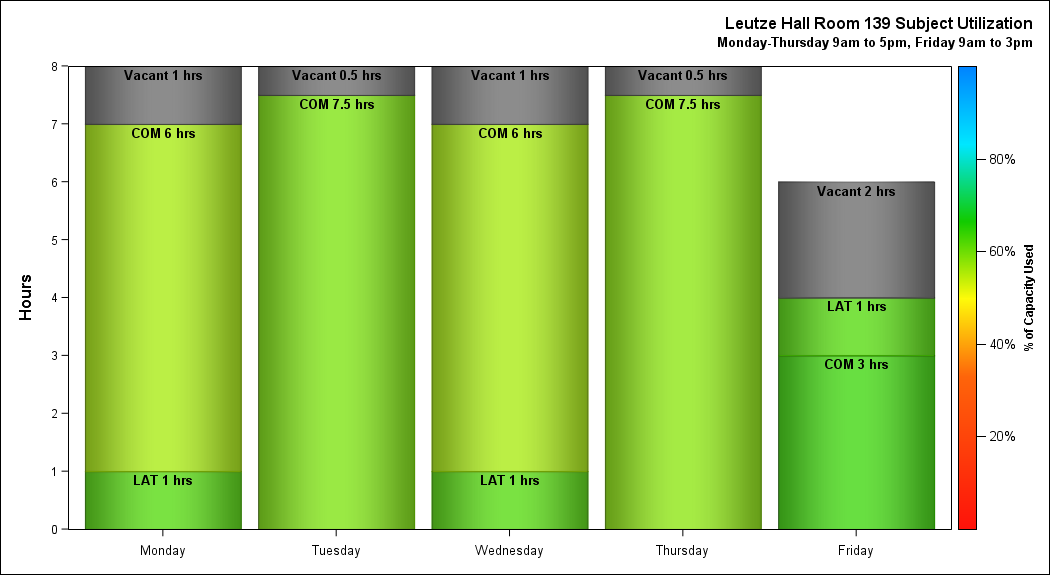 Leutze Hall Room 139 Subject Utilization
Monday-Thursday 9am to 5pm, Friday 9am to 3pm
Hours
8
7
6
5
4
3
2
1
0
Vacant 1 hrs
COM 6 hrs
LAT 1 hrs
Vacant 0.5 hrs
COM 7.5 hrs
Vacant 1 hrs
COM 6 hrs
LAT 1 hrs
Vacant 0.5 hrs
COM 7.5 hrs
Vacant 2 hrs
LAT 1 hrs
COM 3 hrs
Monday
Tuesday
Wednesday
Thursday
Friday
80%
60%
40%
20%
% of Capacity Used